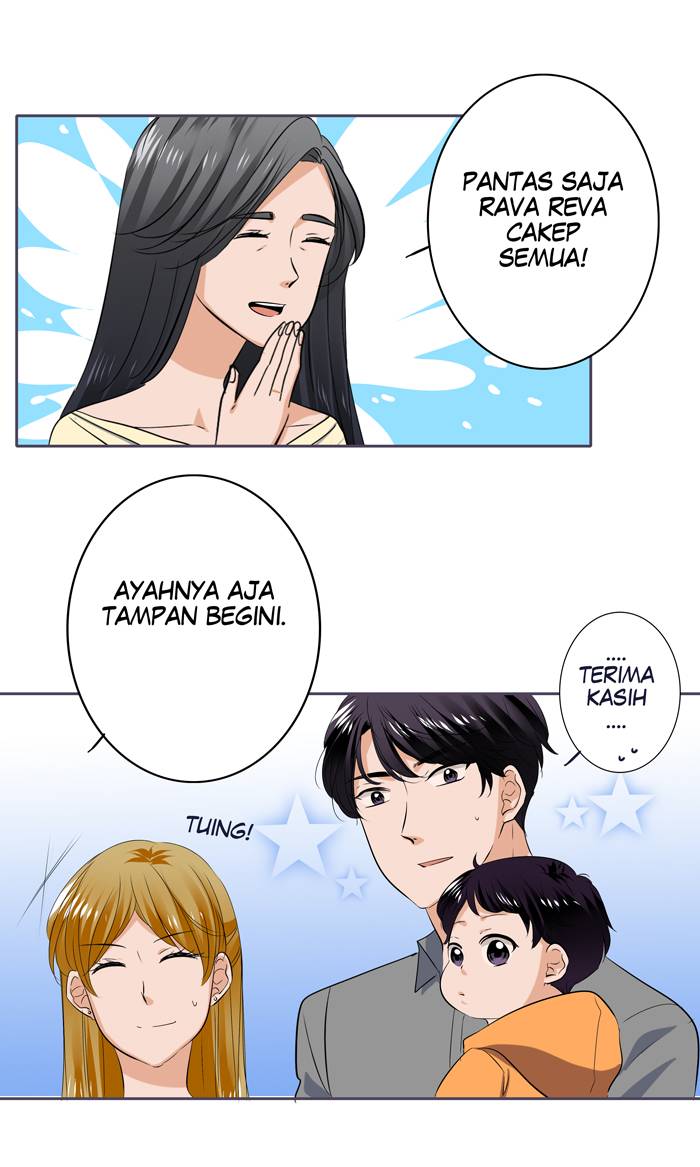 PANTAS SAJA
RAVA REVA
CAKEP
SEMUA!
AYAHNYA AJA
TAMPAN BEGINI.
....
TERIMA
KASIH
....
TUING!